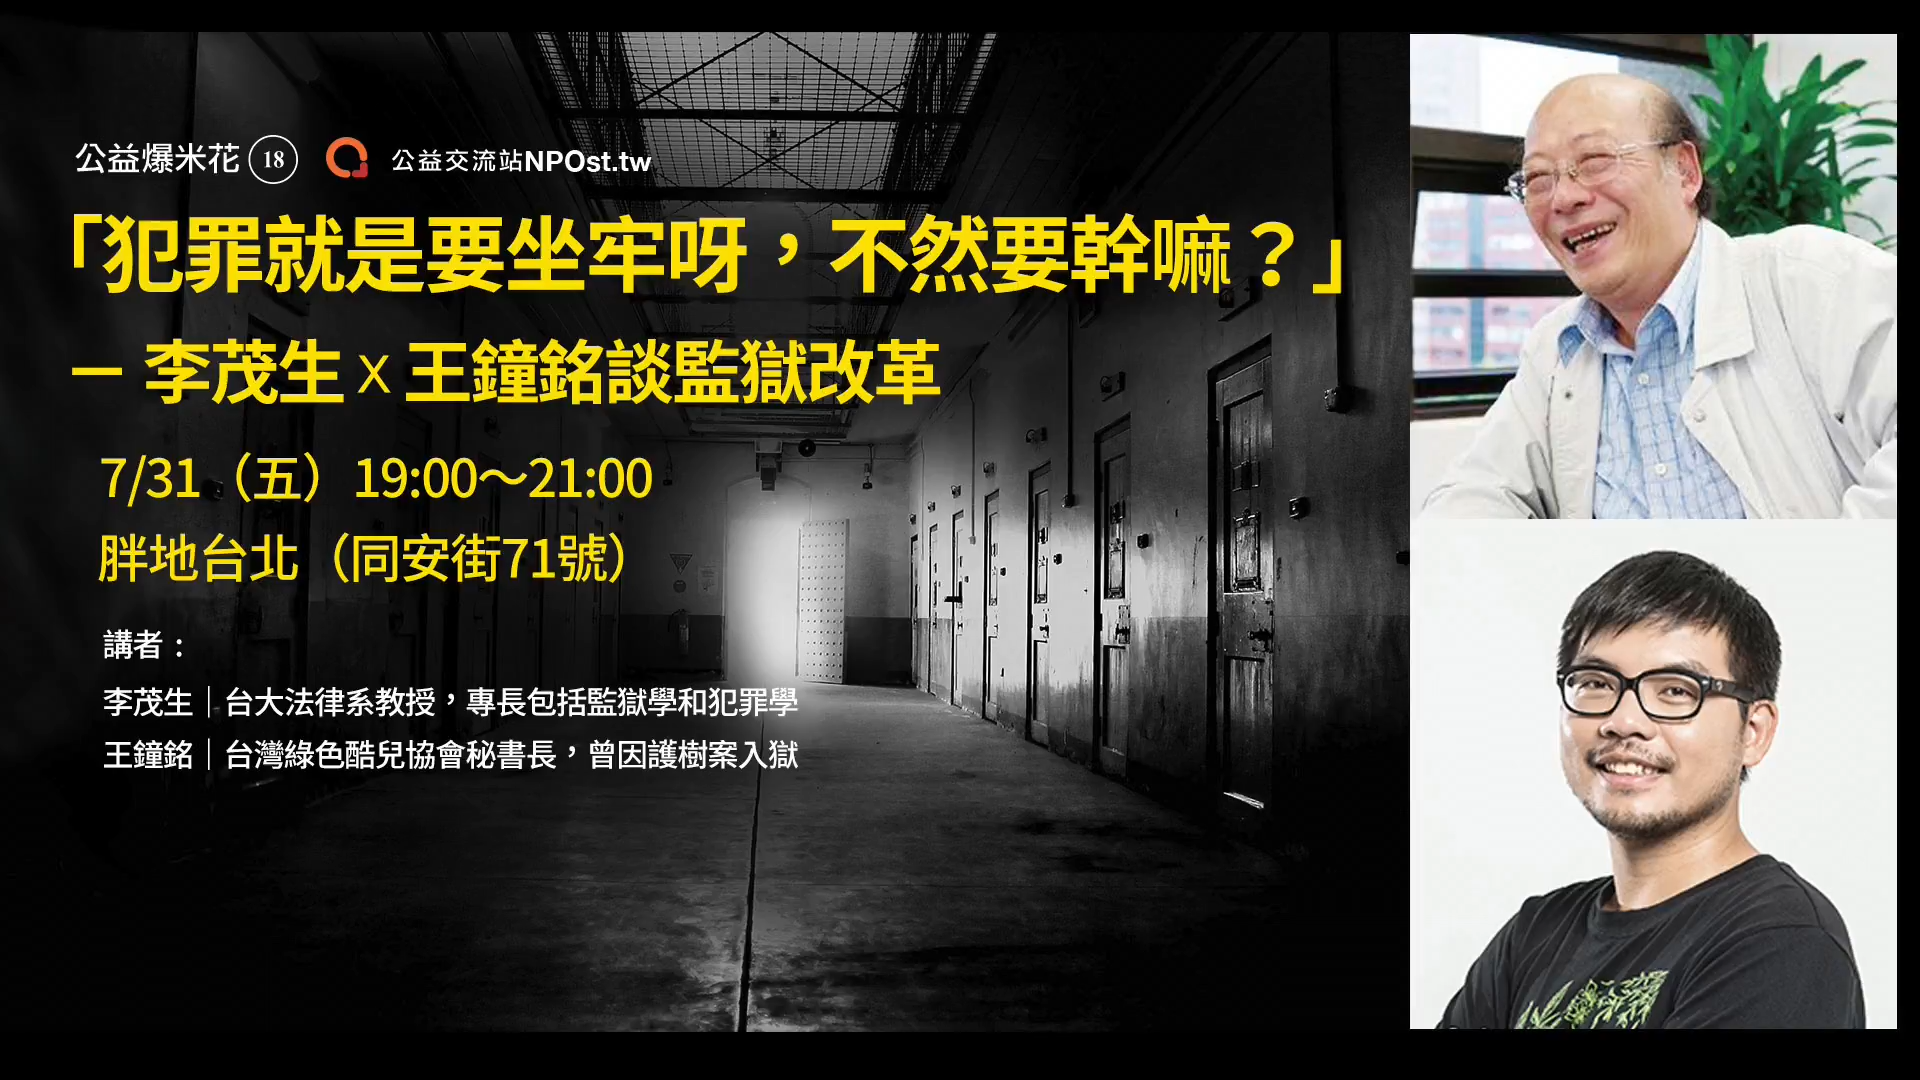 公益爆米花 18 公益交流站NPOst.tw
「犯罪就是要坐牢呀，不然要幹嘛？」
－ 李茂生 X 王鐘銘談監獄改革
7/31（五）19:00～21:00
胖地台北（同安街71號）
講者：
李茂生｜台大法律系教授，專長包括監獄學和犯罪學
王鐘銘｜台灣綠色酷兒協會秘書長，曾因護樹案入獄